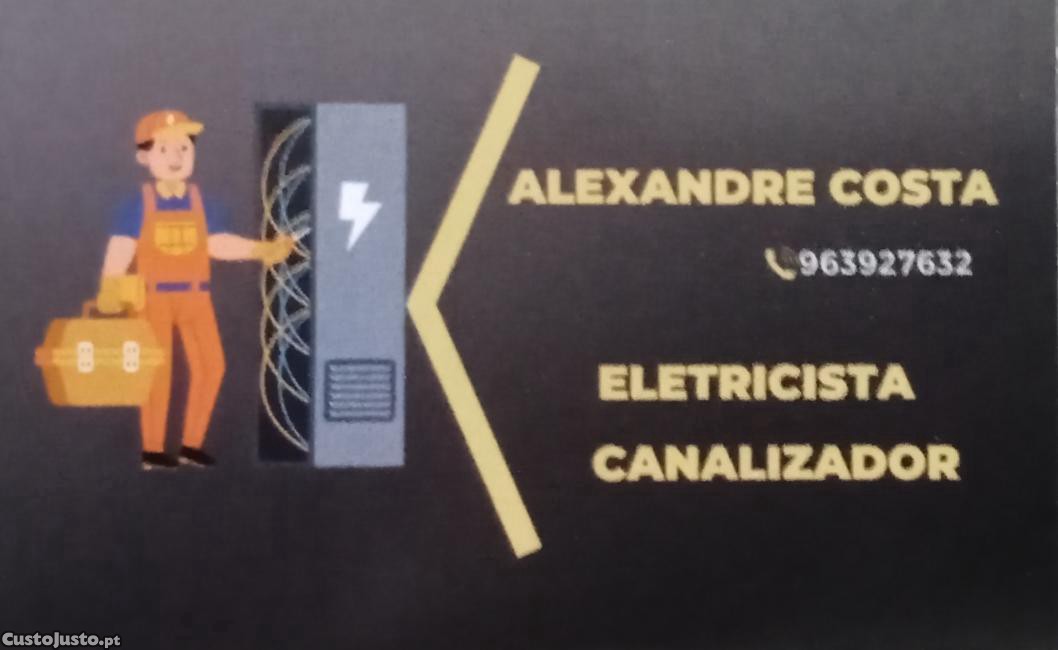 ALEXANDRE COSTA
963927632
ELETRICISTA
CANALIZADOR
CustoJusto.pt